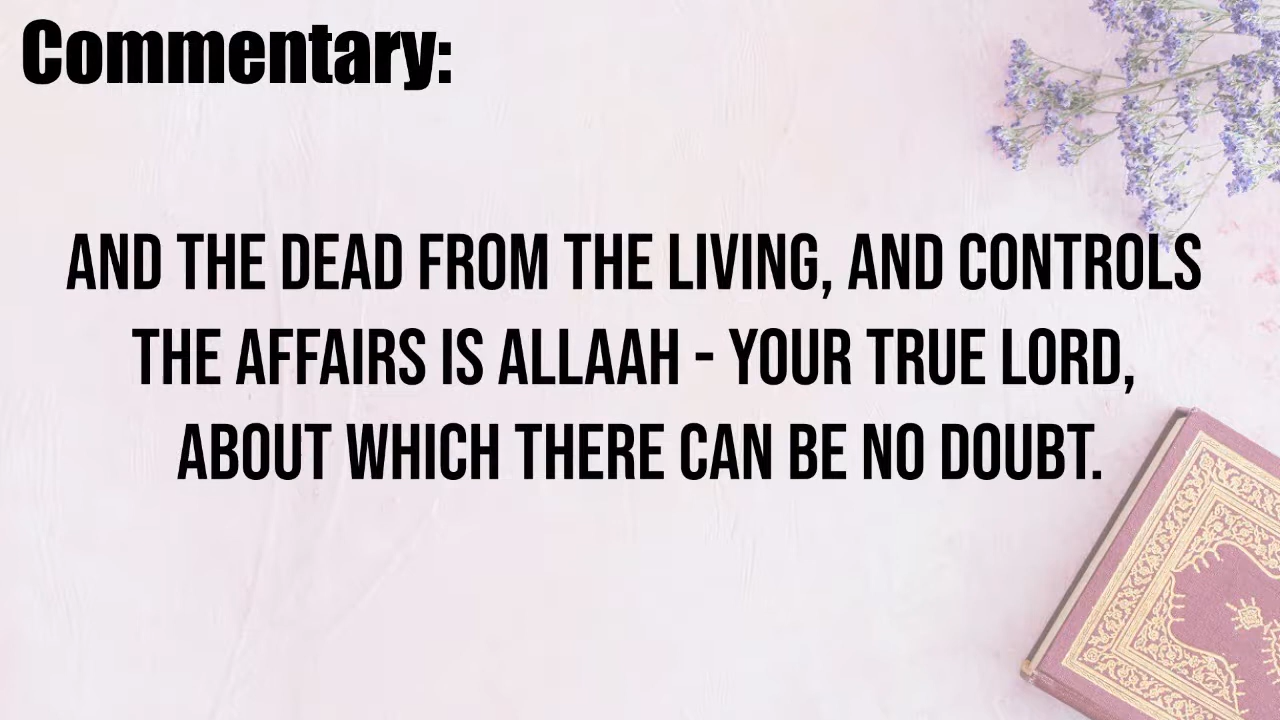 Commentary:
AND THE DEAD FROM THE LIVING, AND CONTROLS
THE AFFAIRS IS ALLAAH - YOUR TRUE LORD,
ABOUT WHICH THERE CAN BE NO DOUBT.